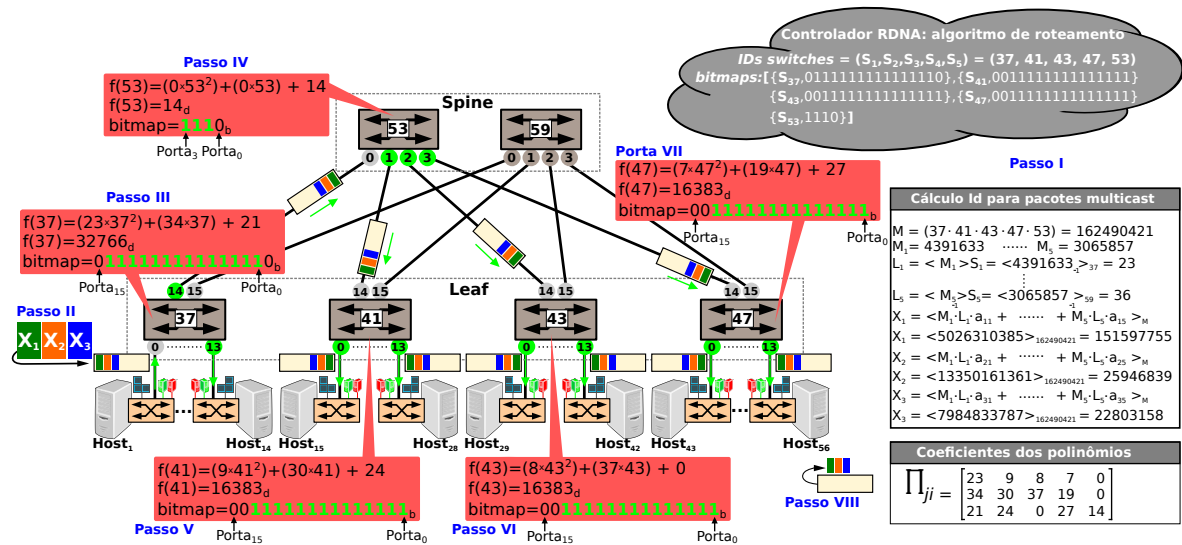 Controlador RDNA: algoritmo de roteamento
IDs switches = (S1,S2,S3,S4,S5) = (37, 41, 43, 47, 53)
bitmaps:[{S37,0111111111111110},{S41,0011111111111111}
{S43,0011111111111111},{S47,0011111111111111}
{S53,1110}]
Passo IV
f(53)=(0×53²)+(0×53) + 14
f(53)=14d
bitmap=1110b
Porta3 Porta0
Spine
53 59
0 1 2 3 0 1 2 3
Porta VII
f(47)=(7×47²)+(19×47) + 27
f(47)=16383d
bitmap=0011111111111111b
Porta15 Porta0
Passo I
Cálculo Id para pacotes multicast
M = (37· 41 · 43 · 47 · 53) = 162490421
M1= 4391633 ······ M5 = 3065857
L1 = < M1 >S1 = <4391633-1>37 = 23
L5 = < M5-1>S5= <3065857-1>59 = 36
X1 = <M1·L1·a11 + ······ + M5·L5·a15 >M
X1 = <5026310385>162490421 = 151597755
X2 = <M1·L1·a21 + ······ + M5·L5·a25 >M
X2 = <13350161361>162490421 = 25946839
X3 = <M1·L1·a31 + ······ + M5·L5·a35 >M
X3 = <7984833787>162490421 = 22803158
Passo III
f(37)=(23×37²)+(34×37) + 21
f(37)=32766d
bitmap=0111111111111110b
Porta15 Porta0
Leaf
14 15 14 15 14 15 14 15
37 41 43 47
0 13 0 13 0 13 0 13
Passo II
X1 X2 X3
Host1 Host14 Host15 Host28 Host29 Host42 Host43 Host56
f(41)=(9×41²)+(30×41) + 24
f(41)=16383d
bitmap=0011111111111111b
Passo V
Porta15 Porta0
f(43)=(8×43²)+(37×43) + 0
f(43)=16383d
bitmap=0011111111111111b
Passo VI
Porta15 Porta0
Passo VIII
Coeficientes dos polinômios
∏ji =
23 9 8 7 0
34 30 37 19 0
21 24 0 27 14